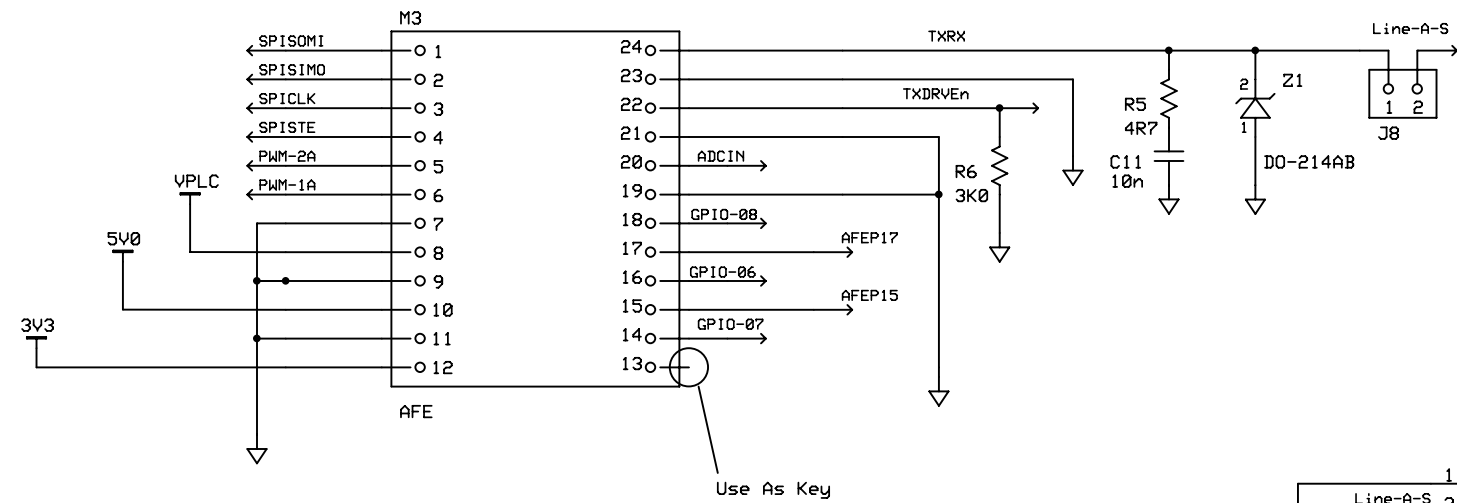 M3
SPISOMI 1
SPISIMO 2
SPICLK 3
SPISTE 4
PWM-2A 5
PWM-1A 6
VPLC 7
5V0 8
9
10
3V3 11
12
AFE
24 TXRX
23
22 TXDRVEn
21
20 ADCIN
19
18 GPIO-08
17 AFEP17
16 GPIO-06
15 AFEP15
14 GPIO-07
13
Use As Key
R6
3K0
R5
4R7
C11
10n
2 Z1
1
DO-214AB
Line-A-S
1 2
J8
1
Line-A-S